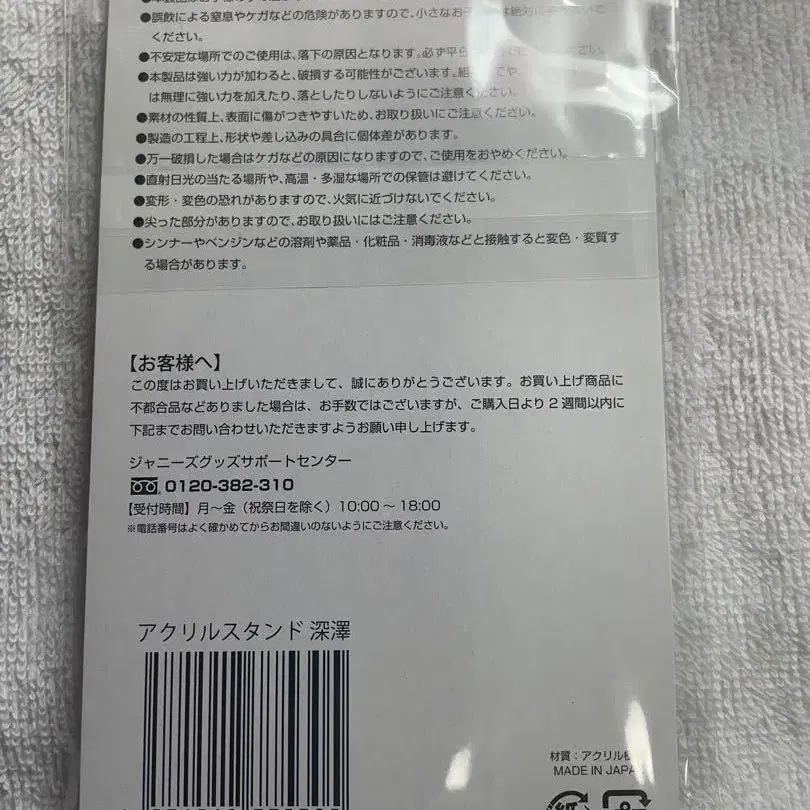 ●誤飲による窒息やケガなどの危険がありますので、小さなお
ください。
●不安定な場所でのご使用は、落下の原因となります。必ず平ら
●本製品は強い力が加わると、破損する可能性がございます。
は無理に強い力を加えたり、落としたりしないようにご注意ください。
●素材の性質上、表面に傷がつきやすいため、お取り扱いにご注意ください。
●製造の工程上、形状や差し込みの具合に個体差があります。
●万一破損した場合はケガなどの原因になりますので、ご使用をおやめください。
●直射日光の当たる場所や、高温・多湿な場所での保管は避けてください。
●変形・変色の恐れがありますので、火気に近づけないでください。
●尖った部分がありますので、お取り扱いにはご注意ください。
●シンナーやベンジンなどの溶剤や薬品・化粧品・消毒液などと接触すると変色・変質す
る場合があります。
【お客様へ】
この度はお買い上げいただきまして、誠にありがとうございます。お買い上げ商品に
不都合品などありました場合は、お手数ではございますが、ご購入日より2週間以内に
下記までお問い合わせいただきますようお願い申し上げます。
ジャニーズグッズサポートセンター
0120-382-310
【受付時間】月〜金（祝祭日を除く）10:00〜18:00
※電話番号はよく確かめてからお間違いのないようにご注意ください。
アクリルスタンド 深澤
材質：アクリル
MADE IN JAPA